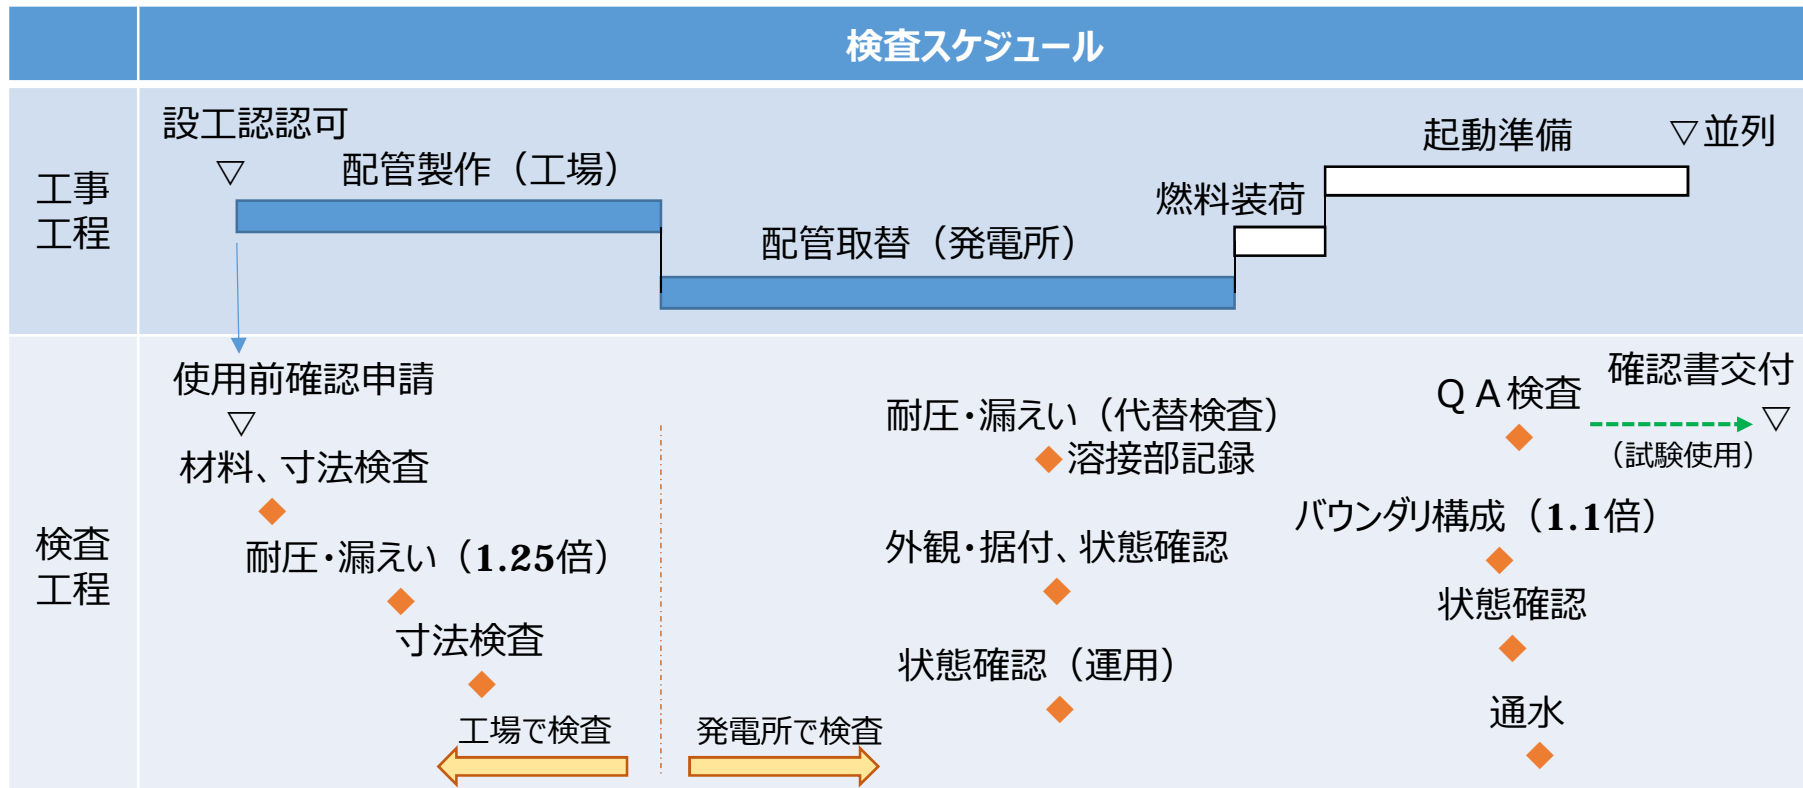 検査スケジュール
工事
工程
設工認認可
▽
配管製作（工場）
配管取替（発電所）
燃料装荷
起動準備
▽並列
検査
工程
使用前確認申請
▽
材料、寸法検査
耐圧・漏えい（1.25倍）
寸法検査
工場で検査
発電所で検査
耐圧・漏えい（代替検査）
溶接部記録
外観・据付、状態確認
状態確認（運用）
ＱＡ検査
確認書交付
▽
（試験使用）
バウンダリ構成（1.1倍）
状態確認
通水